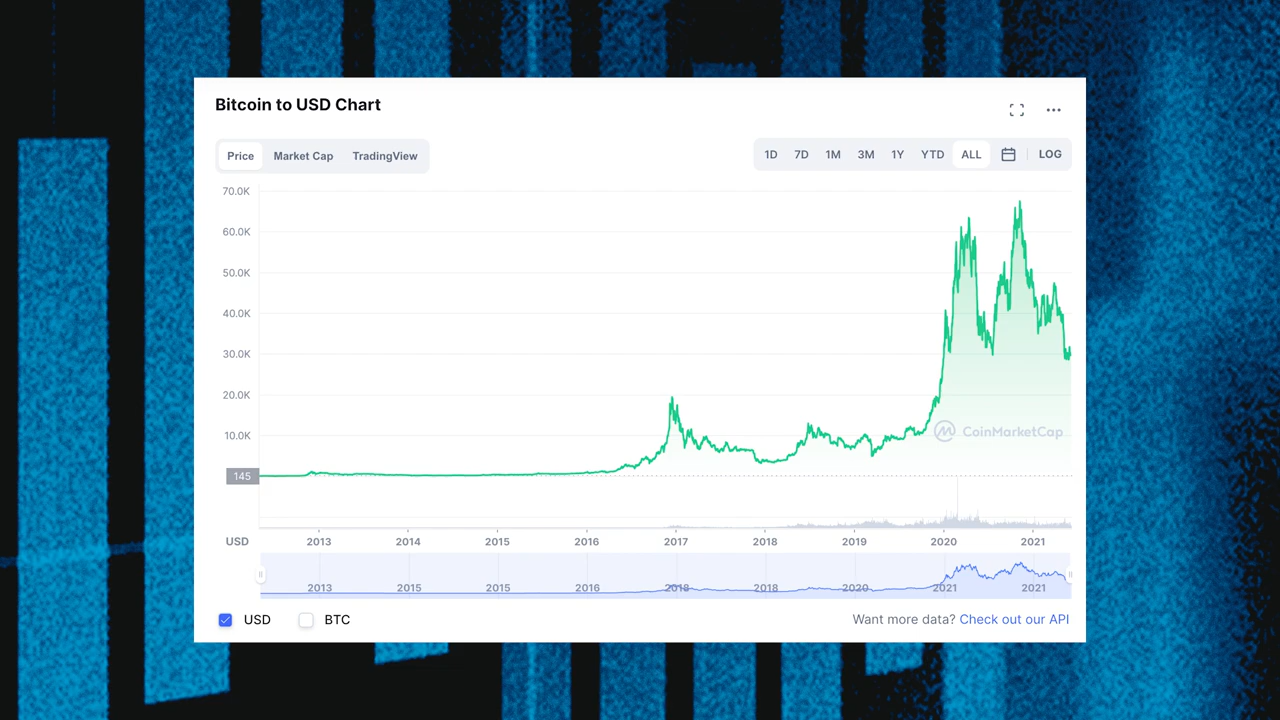 Bitcoin to USD Chart
Price Market Cap TradingView
1D 7D 1M 3M 1Y YTD ALL LOG
70.0K
60.0K
50.0K
40.0K
30.0K
20.0K
10.0K
CoinMarketCap
145
USD 2013 2014 2015 2016 2017 2018 2019 2020 2021
2013 2015 2015 2016 2018 2018 2020 2021 2021
USD BTC Want more data? Check out our API